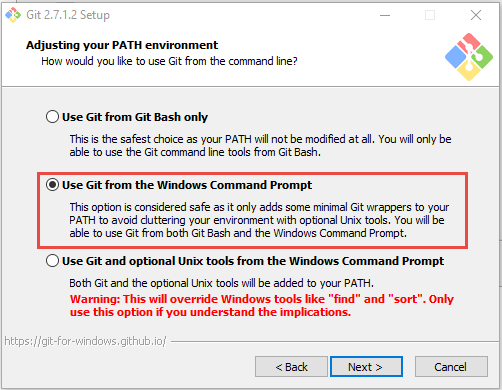 Git 2.7.1.2 Setup
Adjusting your PATH environment
How would you like to use Git from the command line?
Use Git from Git Bash only
This is the safest choice as your PATH will not be modified at all. You will only be
able to use the Git command line tools from Git Bash.
Use Git from the Windows Command Prompt
This option is considered safe as it only adds some minimal Git wrappers to your
PATH to avoid cluttering your environment with optional Unix tools. You will be
able to use Git from both Git Bash and the Windows Command Prompt.
Use Git and optional Unix tools from the Windows Command Prompt
Both Git and the optional Unix tools will be added to your PATH.
Warning: This will override Windows tools like "find" and "sort". Only
use this option if you understand the implications.
https://git-for-windows.github.io/
< Back
Next >
Cancel